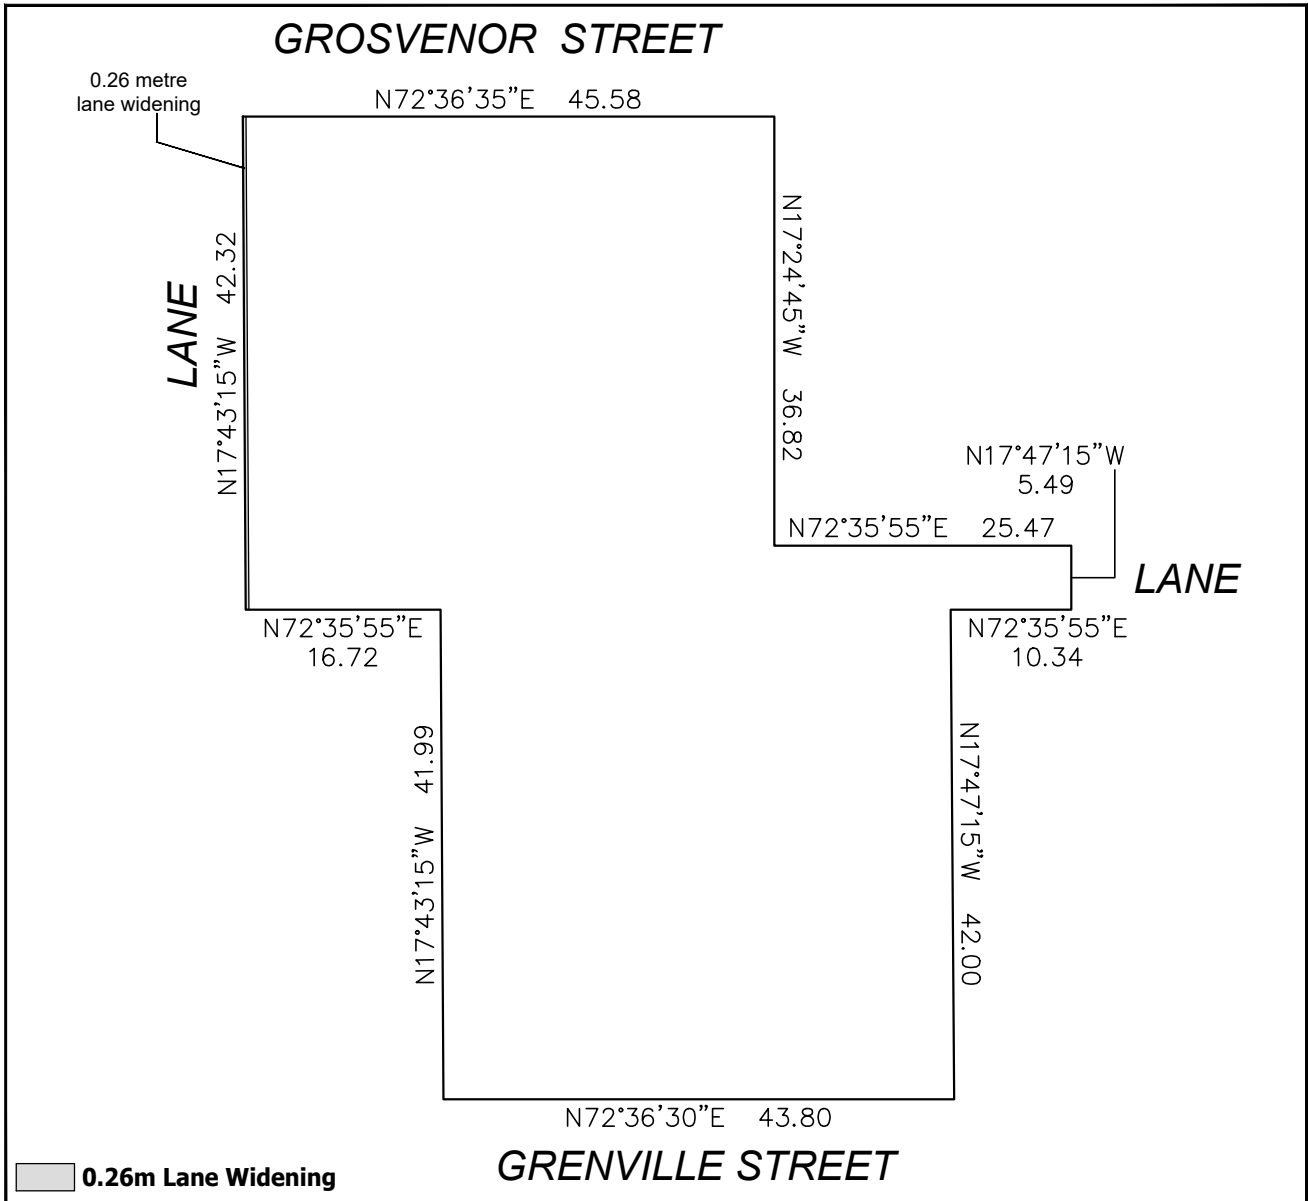 GROSVENOR STREET
0.26 metre
lane widening
N72°36'35"E 45.58
LANE
N17°43'15"W 42.32
N17°24'45"W 36.82
N17°47'15"W
5.49
N72°35'55"E 25.47
LANE
N72°35'55"E
16.72
N72°35'55"E
10.34
N17°43'15"W 41.99
N17°47'15"W 42.00
N72°36'30"E 43.80
GRENVILLE STREET
0.26m Lane Widening